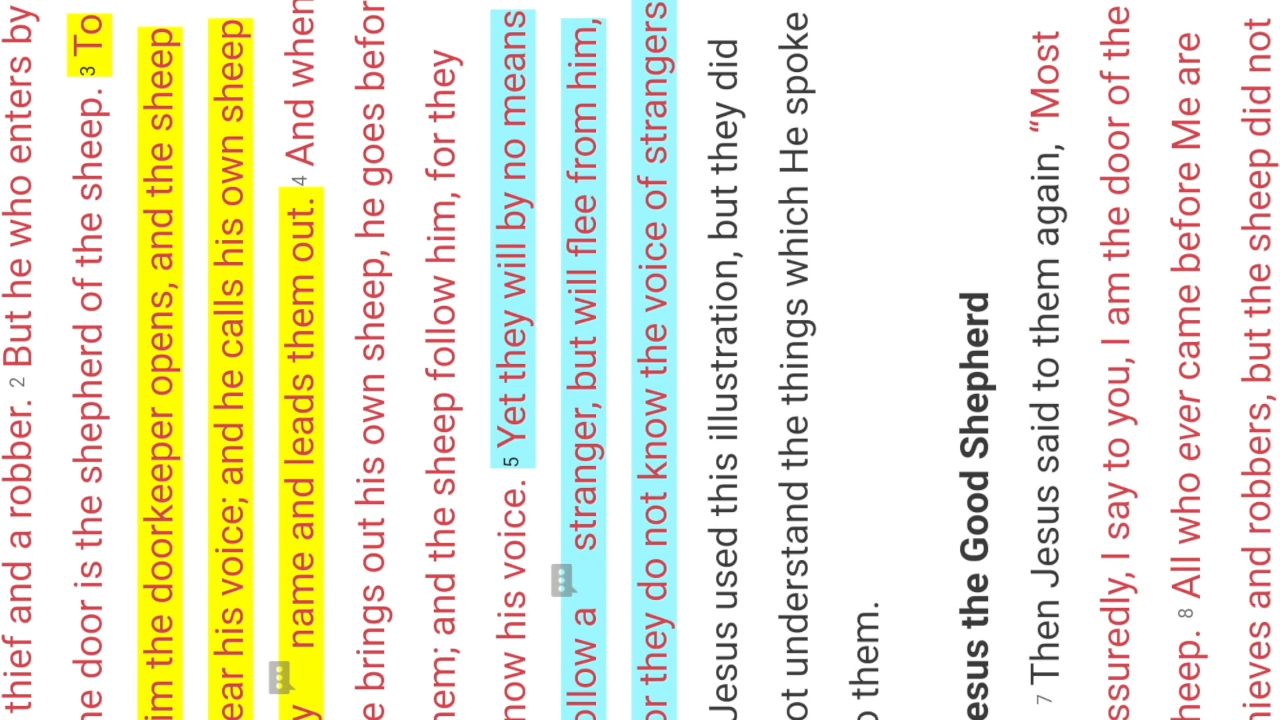 thief and a robber. 2 But he who enters by
he door is the shepherd of the sheep. 3 To
im the doorkeeper opens, and the sheep
ear his voice; and he calls his own sheep
y name and leads them out. 4 And when
e brings out his own sheep, he goes befor
hem; and the sheep follow him, for they
now his voice. 5 Yet they will by no means
ollow a stranger, but will flee from him,
or they do not know the voice of strangers
Jesus used this illustration, but they did
ot understand the things which He spoke
o them.
esus the Good Shepherd
7 Then Jesus said to them again, “Most
ssuredly, I say to you, I am the door of the
heep. 8 All who ever came before Me are
hieves and robbers, but the sheep did not